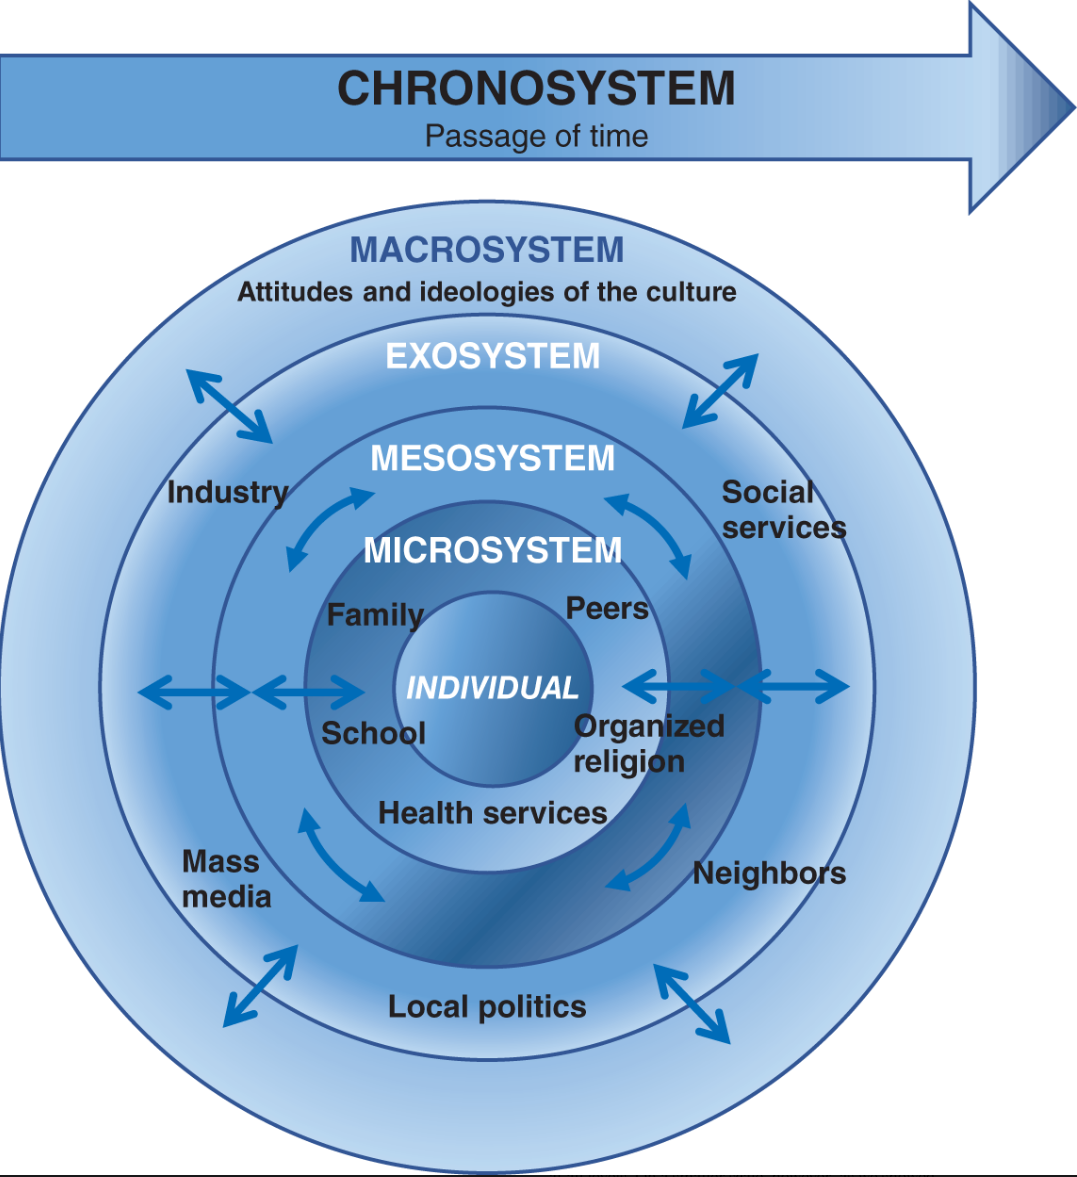 CHRONOSYSTEM
Passage of time
MACROSYSTEM
Attitudes and ideologies of the culture
EXOSYSTEM
MESOSYSTEM
Industry
Social
services
MICROSYSTEM
Family
Peers
INDIVIDUAL
School
Organized
religion
Health services
Mass
media
Neighbors
Local politics